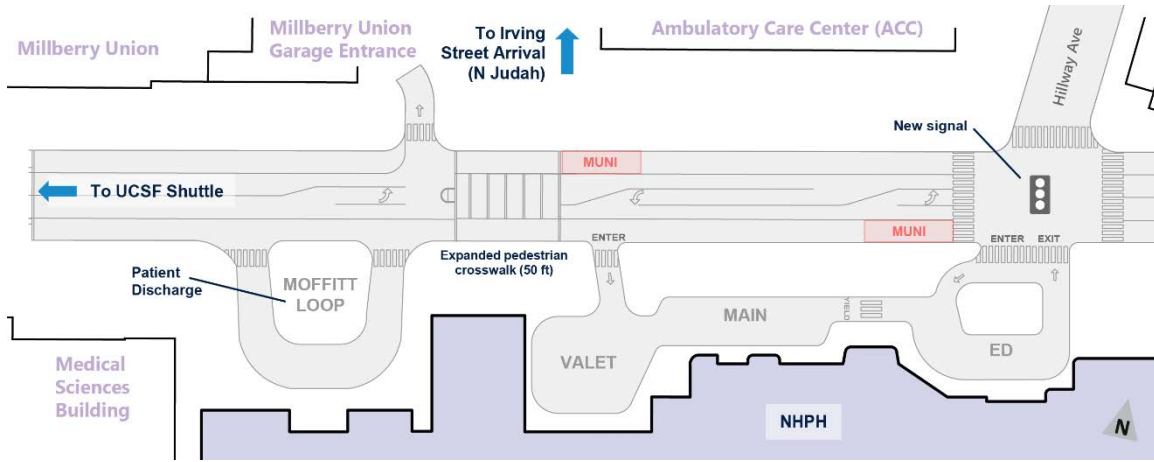 Millberry Union
Millberry Union
Garage Entrance
To Irving
Street Arrival
(N Judah)
Ambulatory Care Center (ACC)
Hillway Ave
New signal
MUNI
To UCSF Shuttle
MUNI
ENTER
ENTER
EXIT
Expanded pedestrian
crosswalk (50 ft)
Patient
Discharge
MOFFITT
LOOP
YIELD
MAIN
VALET
ED
Medical
Sciences
Building
NHPH
N